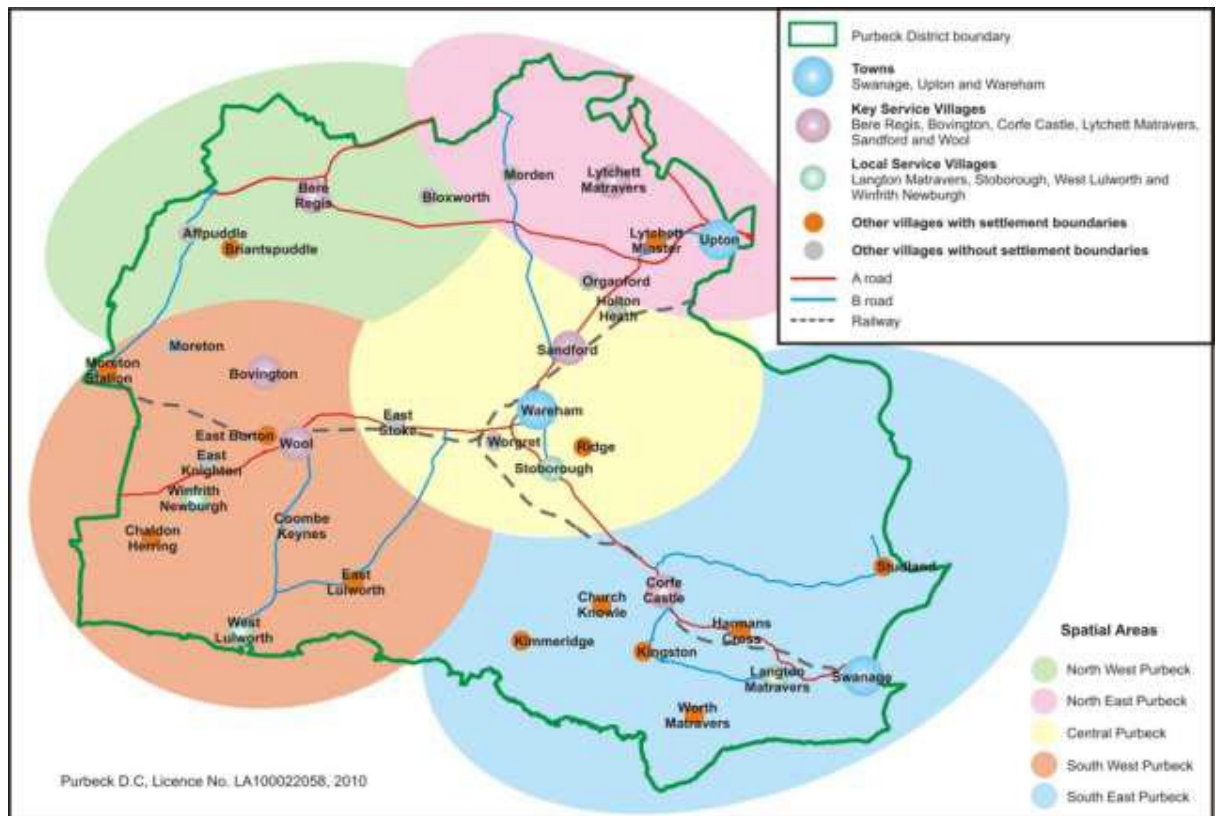 Purbeck District boundary
Towns
Swanage, Upton and Wareham
Key Service Villages
Bere Regis, Bovington, Corfe Castle, Lytchett Matravers,
Sandford and Wool
Local Service Villages
Langton Matravers, Stoborough, West Lulworth and
Winfrith Newburgh
Other villages with settlement boundaries
Other villages without settlement boundaries
A road
B road
Railway
Morden
Lytchett
Matravers
Bere
Regis
Bloxworth
Affpuddle
Briantspuddle
Lytchett
Minster
Upton
Organford
Holton
Heath
Moreton
Moreton
Station
Bovington
Sandford
Wareham
East
Stoke
East Burton
Wool
Worgret
Ridge
East
Knighton
Stoborough
Winfrith
Newburgh
Coombe
Keynes
Chaldon
Herring
East
Lulworth
West
Lulworth
Studland
Corfe
Castle
Church
Knowle
Harmans
Cross
Kimmeridge
Kingston
Langton
Matravers
Swanage
Worth
Matravers
Spatial Areas
North West Purbeck
North East Purbeck
Central Purbeck
South West Purbeck
South East Purbeck
Purbeck D.C, Licence No. LA100022058, 2010